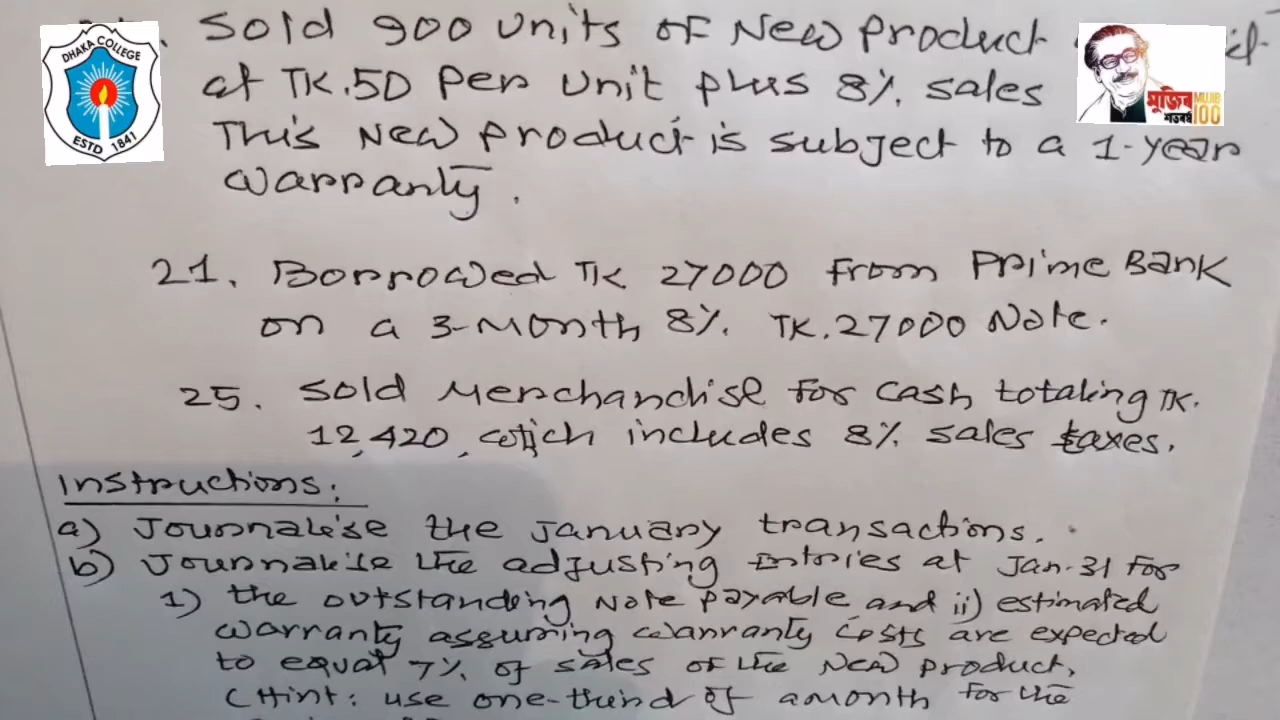 DHAKA COLLEGE
ESTD 1841
মুজিব
শতবর্ষ
MUJIB
100
Sold 900 units of New Product
at TK.50 Per unit plus 8% sales
This New product is subject to a 1-year
warranty.
21. Borrowed TK 27000 from Prime Bank
on a 3-Month 8% TK.27000 Note.
25. Sold Merchandise for cash totaling TK.
12,420, which includes 8% sales taxes.
Instructions:
a) Journalise the January transactions.
b) Journalise the adjusting Entries at Jan.31 for
1) the outstanding Note payable and ii) estimated
warranty assuming warranty costs are expected
to equal 7% of sales of the New product.
(Hint: use one-third of a month for the